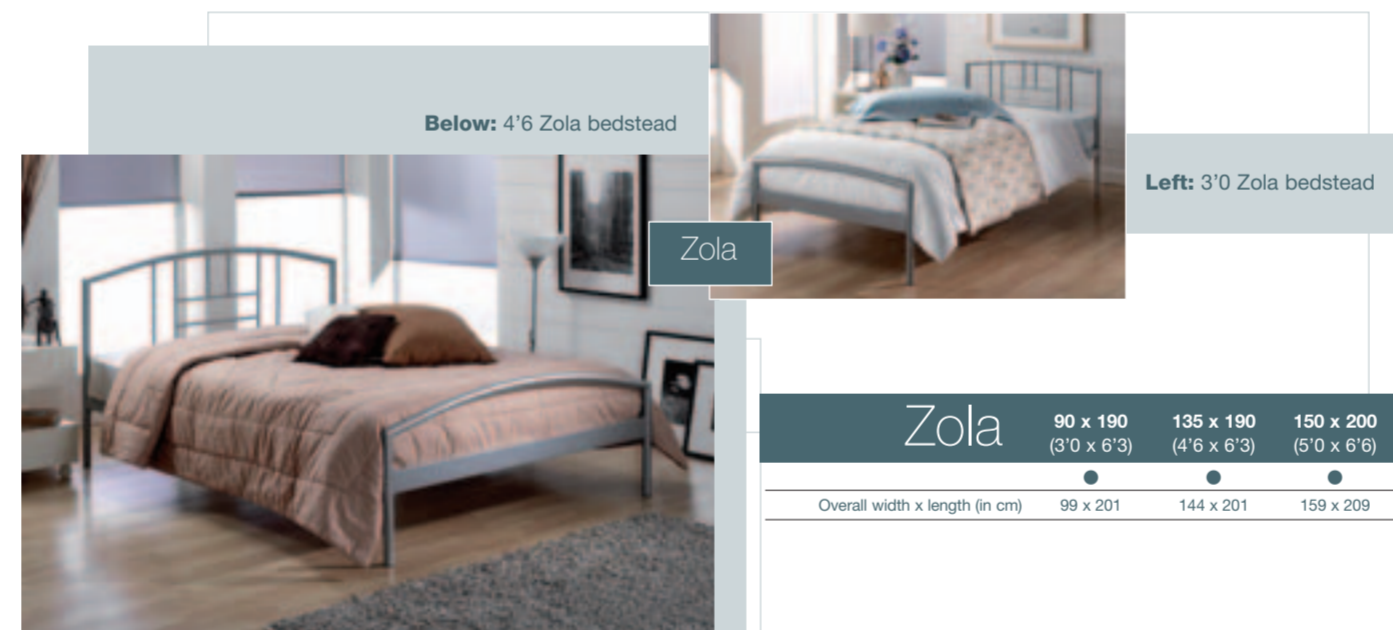 Below: 4’6 Zola bedstead
Left: 3’0 Zola bedstead
Zola
Zola
90 x 190 135 x 190 150 x 200
(3’0 x 6’3) (4’6 x 6’3) (5’0 x 6’6)
● ● ●
Overall width x length (in cm) 99 x 201 144 x 201 159 x 209